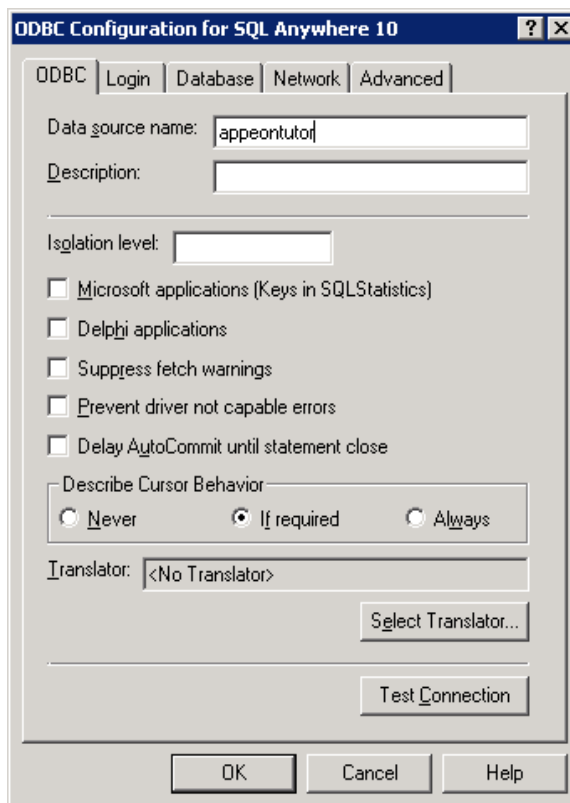 ODBC Configuration for SQL Anywhere 10
ODBC Login Database Network Advanced
Data source name: appeontutor
Description:
Isolation level:
Microsoft applications (Keys in SQLStatistics)
Delphi applications
Suppress fetch warnings
Prevent driver not capable errors
Delay AutoCommit until statement close
Describe Cursor Behavior
Never If required Always
Translator: <No Translator>
Select Translator...
Test Connection
OK Cancel Help